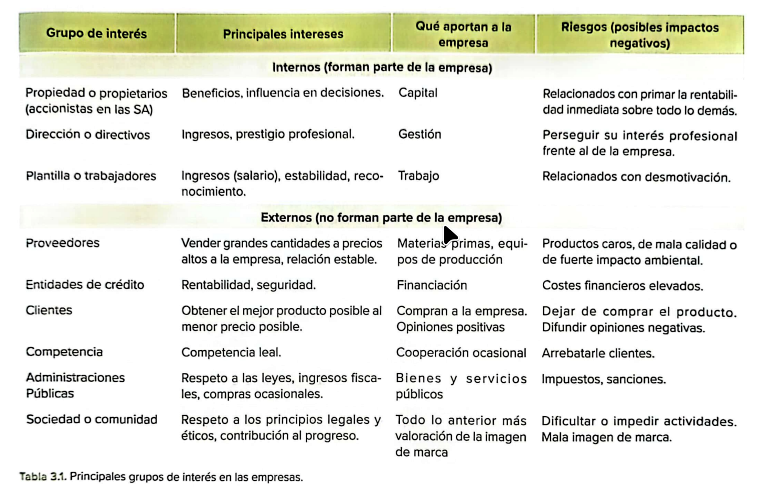 Grupo de interés
Principales intereses
Qué aportan a la
empresa
Riesgos (posibles impactos
negativos)
Internos (forman parte de la empresa)
Propiedad o propietarios
(accionistas en las SA)
Beneficios, influencia en decisiones.
Capital
Relacionados con primar la rentabili-
dad inmediata sobre todo lo demás.
Dirección o directivos
Ingresos, prestigio profesional.
Gestión
Perseguir su interés profesional
frente al de la empresa.
Plantilla o trabajadores
Ingresos (salario), estabilidad, reco-
nocimiento.
Trabajo
Relacionados con desmotivación.
Externos (no forman parte de la empresa)
Proveedores
Vender grandes cantidades a precios
altos a la empresa, relación estable.
Materias primas, equi-
pos de producción
Productos caros, de mala calidad o
de fuerte impacto ambiental.
Entidades de crédito
Rentabilidad, seguridad.
Financiación
Costes financieros elevados.
Clientes
Obtener el mejor producto posible al
menor precio posible.
Compran a la empresa.
Opiniones positivas
Dejar de comprar el producto.
Difundir opiniones negativas.
Competencia
Competencia leal.
Cooperación ocasional
Arrebatarle clientes.
Administraciones
Públicas
Respeto a las leyes, ingresos fisca-
les, compras ocasionales.
Bienes y servicios
públicos
Impuestos, sanciones.
Sociedad o comunidad
Respeto a los principios legales y
éticos, contribución al progreso.
Todo lo anterior más
valoración de la imagen
de marca
Dificultar o impedir actividades.
Mala imagen de marca.
Tabla 3.1. Principales grupos de interés en las empresas.